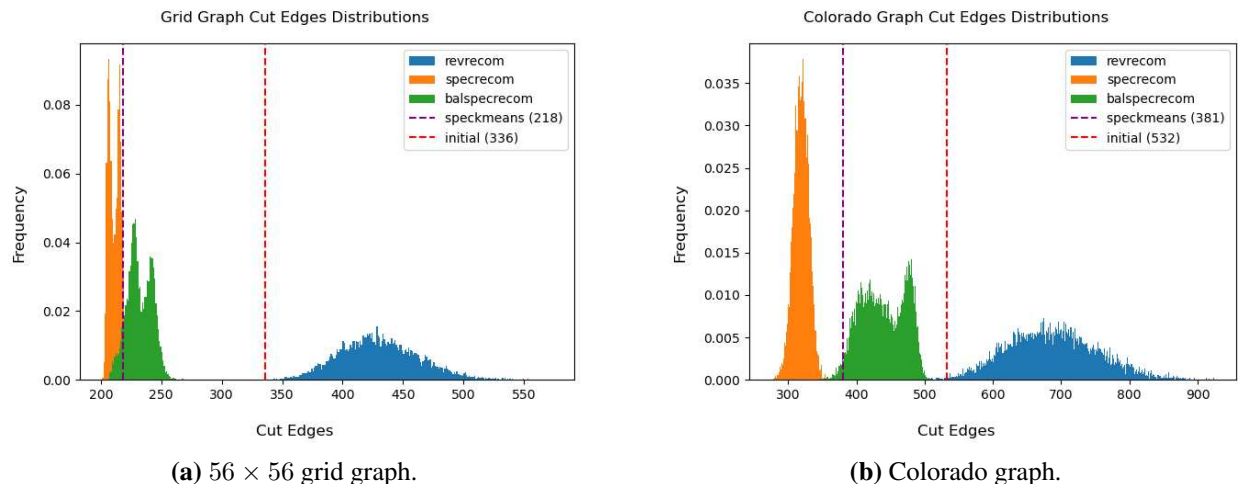 Grid Graph Cut Edges Distributions
revrecom
specrecom
balspecrecom
speckmeans (218)
initial (336)
Frequency
0.08
0.06
0.04
0.02
0.00
200 250 300 350 400 450 500 550
Cut Edges
(a) 56 × 56 grid graph.
Colorado Graph Cut Edges Distributions
revrecom
specrecom
balspecrecom
speckmeans (381)
initial (532)
Frequency
0.035
0.030
0.025
0.020
0.015
0.010
0.005
0.000
300 400 500 600 700 800 900
Cut Edges
(b) Colorado graph.